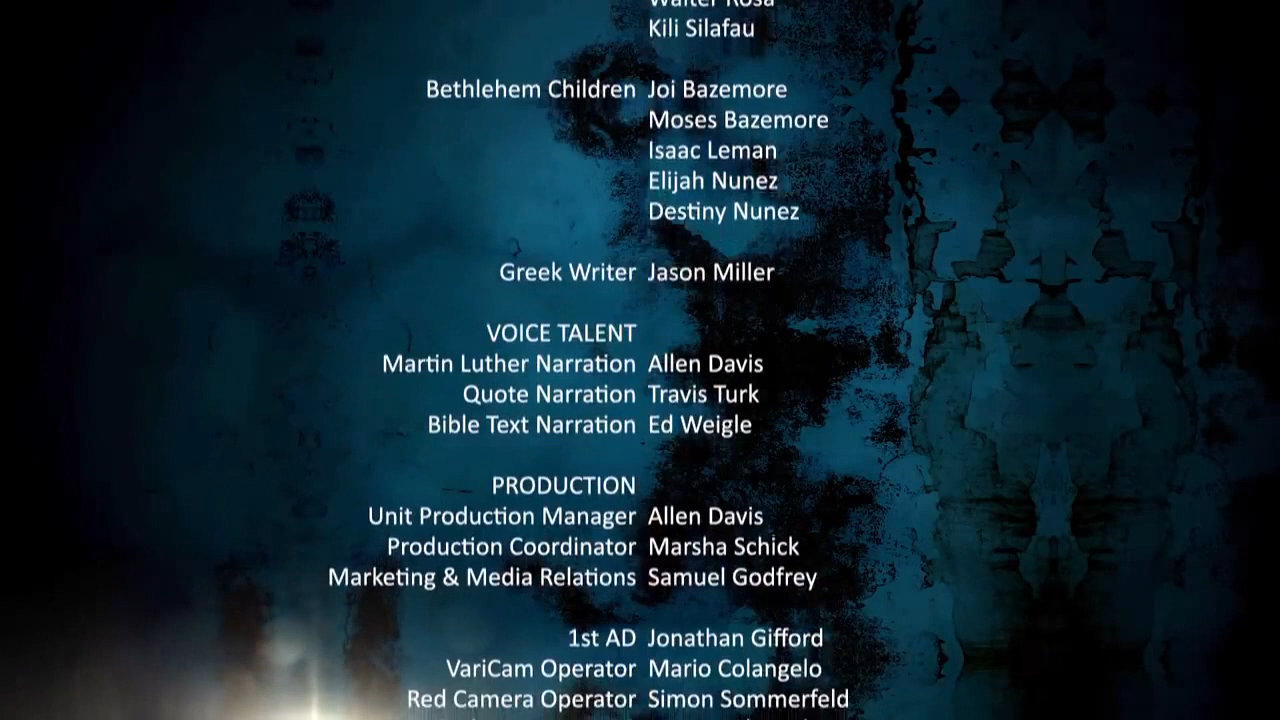 Walter Rosa
Kili Silafau
Bethlehem Children Joi Bazemore
Moses Bazemore
Isaac Leman
Elijah Nunez
Destiny Nunez
Greek Writer Jason Miller
VOICE TALENT
Martin Luther Narration Allen Davis
Quote Narration Travis Turk
Bible Text Narration Ed Weigle
PRODUCTION
Unit Production Manager Allen Davis
Production Coordinator Marsha Schick
Marketing & Media Relations Samuel Godfrey
1st AD Jonathan Gifford
VariCam Operator Mario Colangelo
Red Camera Operator Simon Sommerfeld